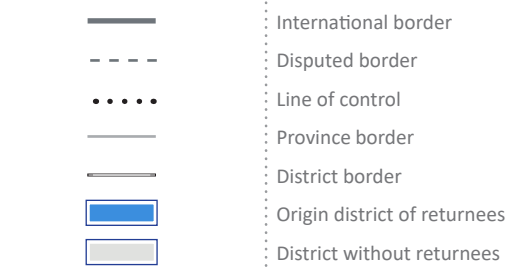 International border
Disputed border
Line of control
Province border
District border
Origin district of returnees
District without returnees